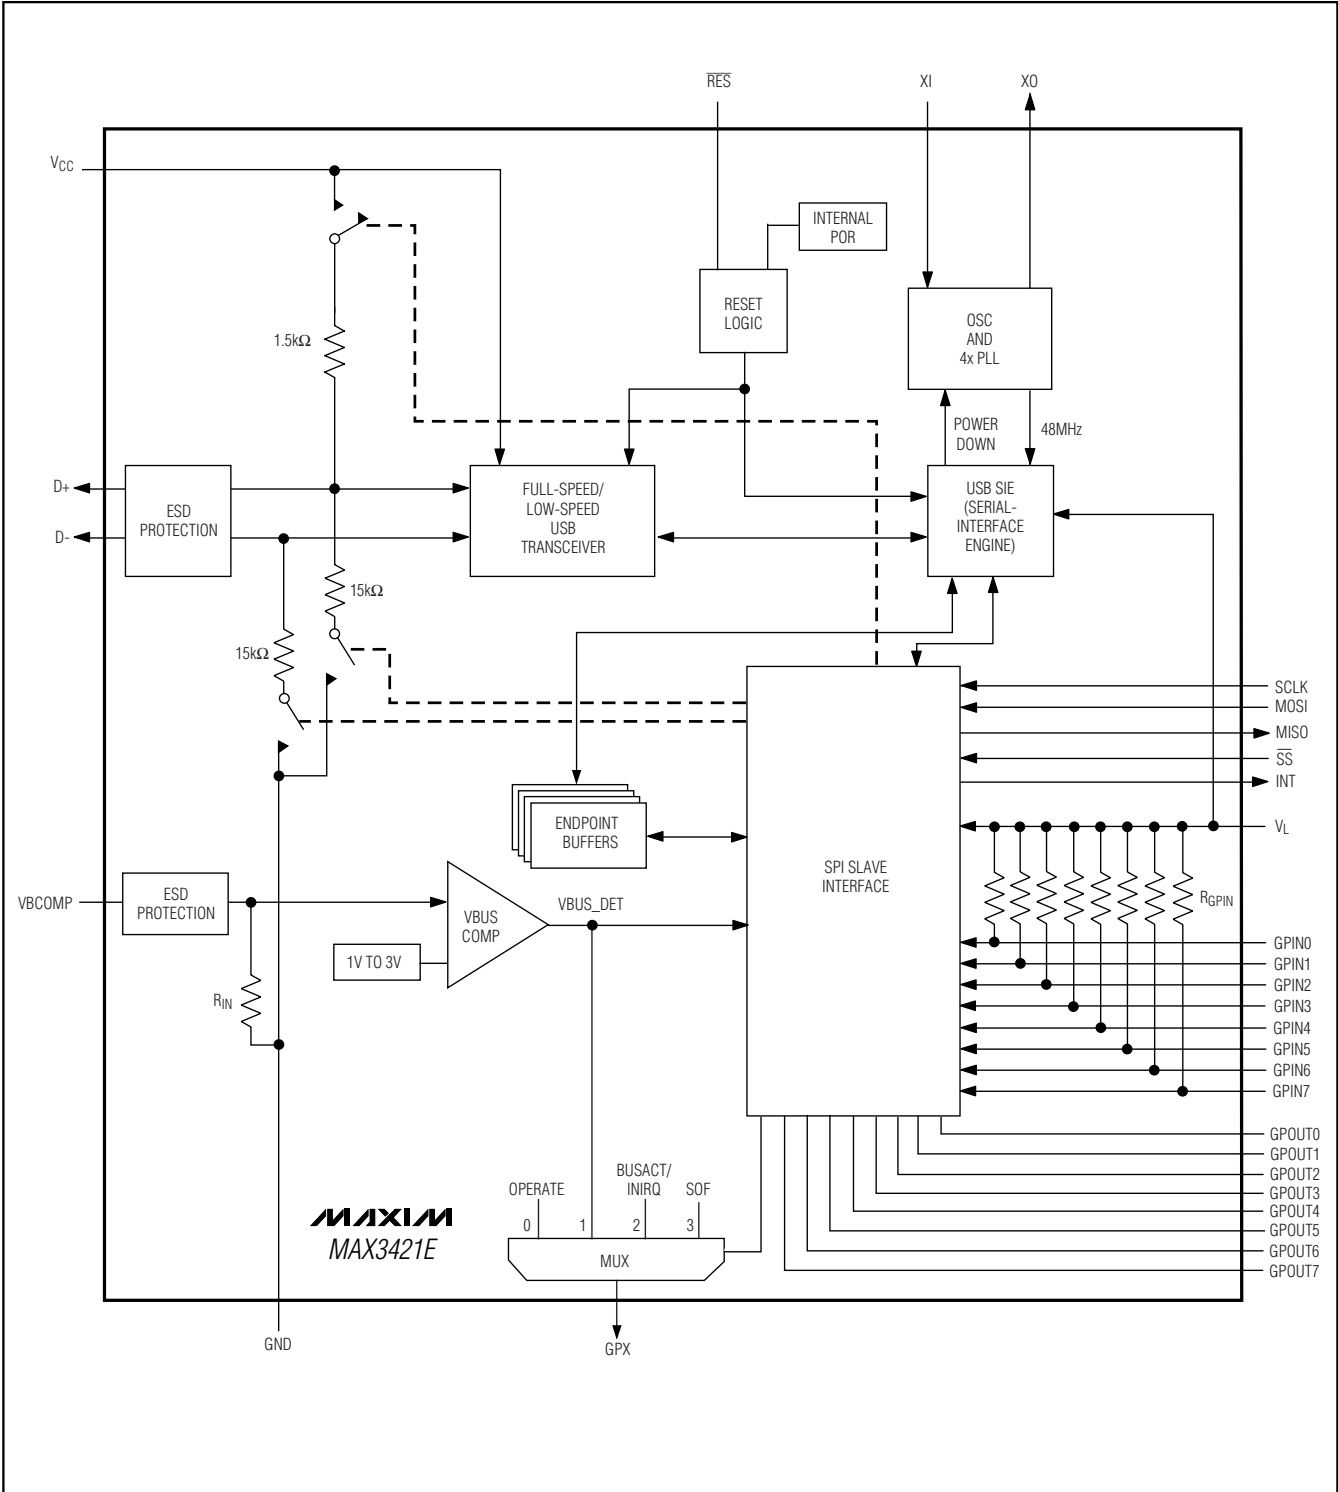 RES
XI
XO
VCC
INTERNAL
POR
RESET
LOGIC
OSC
AND
4x PLL
1.5kΩ
POWER
DOWN
48MHz
D+
D-
ESD
PROTECTION
FULL-SPEED/
LOW-SPEED
USB
TRANSCEIVER
USB SIE
(SERIAL-
INTERFACE
ENGINE)
15kΩ
15kΩ
SCLK
MOSI
MISO
SS
INT
VL
ENDPOINT
BUFFERS
SPI SLAVE
INTERFACE
VBCOMP
ESD
PROTECTION
VBUS
COMP
VBUS_DET
1V TO 3V
RIN
RGPIN
GPIN0
GPIN1
GPIN2
GPIN3
GPIN4
GPIN5
GPIN6
GPIN7
GPOUT0
GPOUT1
GPOUT2
GPOUT3
GPOUT4
GPOUT5
GPOUT6
GPOUT7
OPERATE
BUSACT/
INIRQ
SOF
0
1
2
3
MUX
MAXIM
MAX3421E
GND
GPX